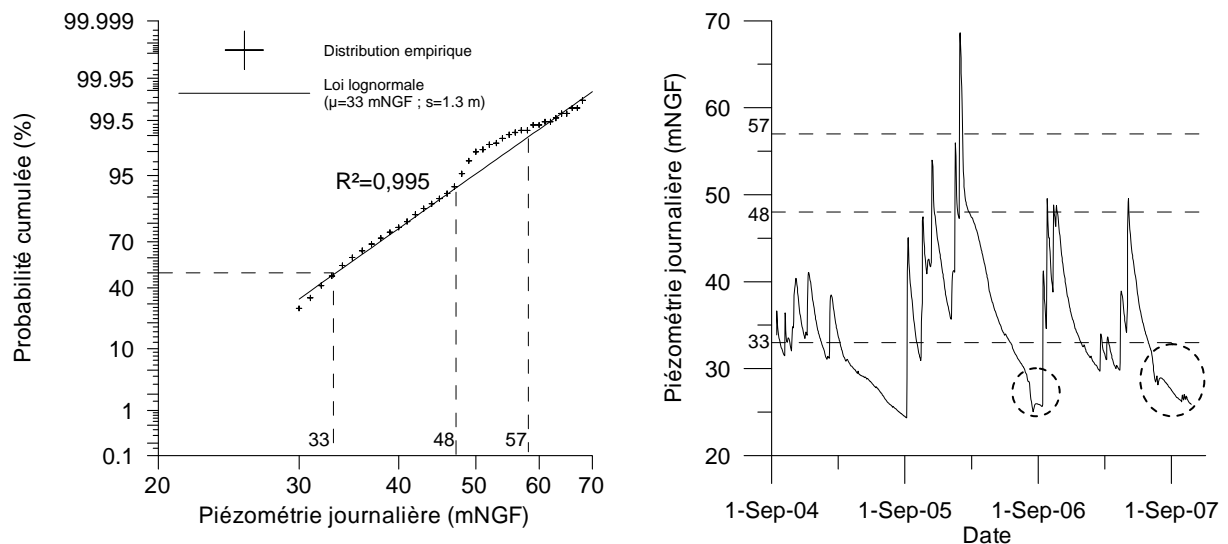 99.999
99.95
99.5
95
70
40
10
1
0.1
Probabilité cumulée (%)
Distribution empirique
Loi lognormale
(µ=33 mNGF ; s=1.3 m)
R²=0,995
33
48
57
20
30
40
50
60
70
Piézométrie journalière (mNGF)
70
60
50
40
30
20
Piézométrie journalière (mNGF)
57
48
33
1-Sep-04
1-Sep-05
1-Sep-06
1-Sep-07
Date